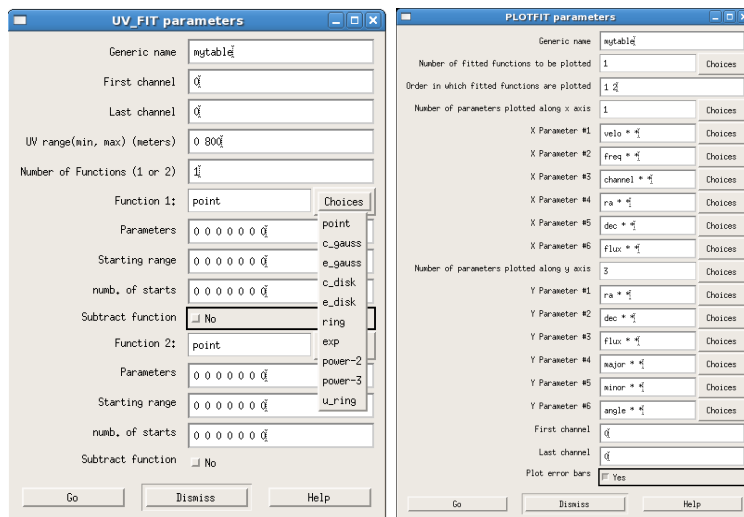 UV_FIT parameters
Generic name mytable
First channel 0
Last channel 0
UV range(min, max) (meters) 0 800
Number of Functions (1 or 2) 1
Function 1: point Choices
point
c_gauss
e_gauss
c_disk
e_disk
ring
exp
power-2
power-3
u_ring
Parameters 0 0 0 0 0 0 0
Starting range 0 0 0 0 0 0 0
numb. of starts 0 0 0 0 0 0 0
Subtract function No
Function 2: point
Parameters 0 0 0 0 0 0 0
Starting range 0 0 0 0 0 0 0
numb. of starts 0 0 0 0 0 0 0
Subtract function No
Go Dismiss Help
PLOTFIT parameters
Generic name mytable
Number of fitted functions to be plotted 1 Choices
Order in which fitted functions are plotted 1 2
Number of parameters plotted along x axis 1 Choices
X Parameter #1 velo * * Choices
X Parameter #2 freq * * Choices
X Parameter #3 channel * * Choices
X Parameter #4 ra * * Choices
X Parameter #5 dec * * Choices
X Parameter #6 flux * * Choices
Number of parameters plotted along y axis 3 Choices
Y Parameter #1 ra * * Choices
Y Parameter #2 dec * * Choices
Y Parameter #3 flux * * Choices
Y Parameter #4 major * * Choices
Y Parameter #5 minor * * Choices
Y Parameter #6 angle * * Choices
First channel 0
Last channel 0
Plot error bars Yes
Go Dismiss Help